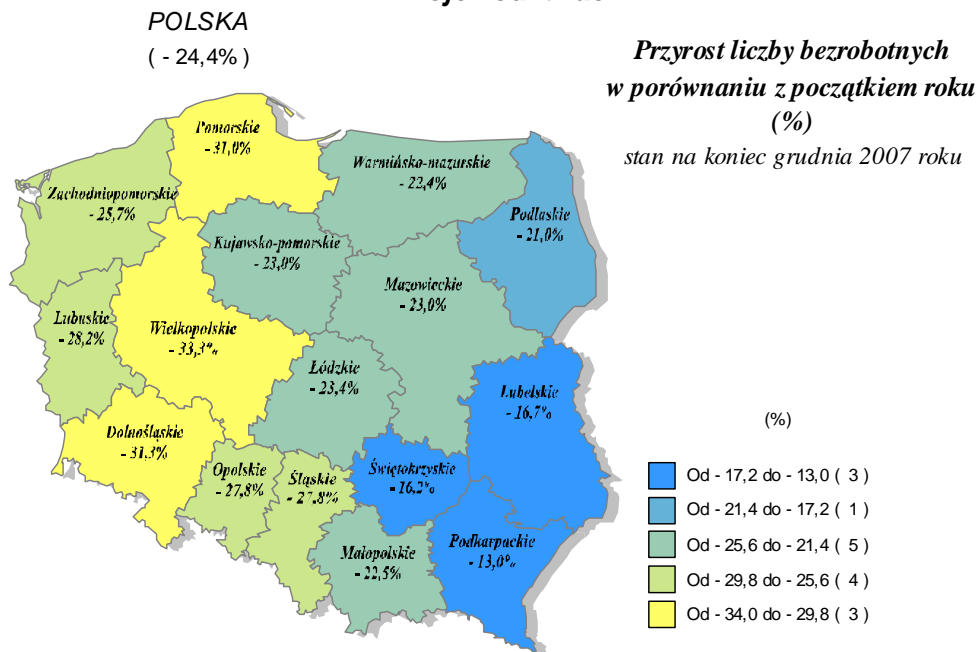 POLSKA
( - 24,4% )
Przyrost liczby bezrobotnych
w porównaniu z początkiem roku
(%)
stan na koniec grudnia 2007 roku
Pomorskie
- 31,0%
Warmińsko-mazurskie
- 22,4%
Zachodniopomorskie
- 25,7%
Podlaskie
- 21,0%
Kujawsko-pomorskie
- 23,0%
Mazowieckie
- 23,0%
Lubuskie
- 28,2%
Wielkopolskie
- 33,3%
Łódzkie
- 23,4%
Lubelskie
- 16,7%
Dolnośląskie
- 31,3%
Opolskie
- 27,8%
Śląskie
- 27,8%
Świętokrzyskie
- 16,2%
Małopolskie
- 22,5%
Podkarpackie
- 13,0%
(%)
Od - 17,2 do - 13,0 ( 3 )
Od - 21,4 do - 17,2 ( 1 )
Od - 25,6 do - 21,4 ( 5 )
Od - 29,8 do - 25,6 ( 4 )
Od - 34,0 do - 29,8 ( 3 )